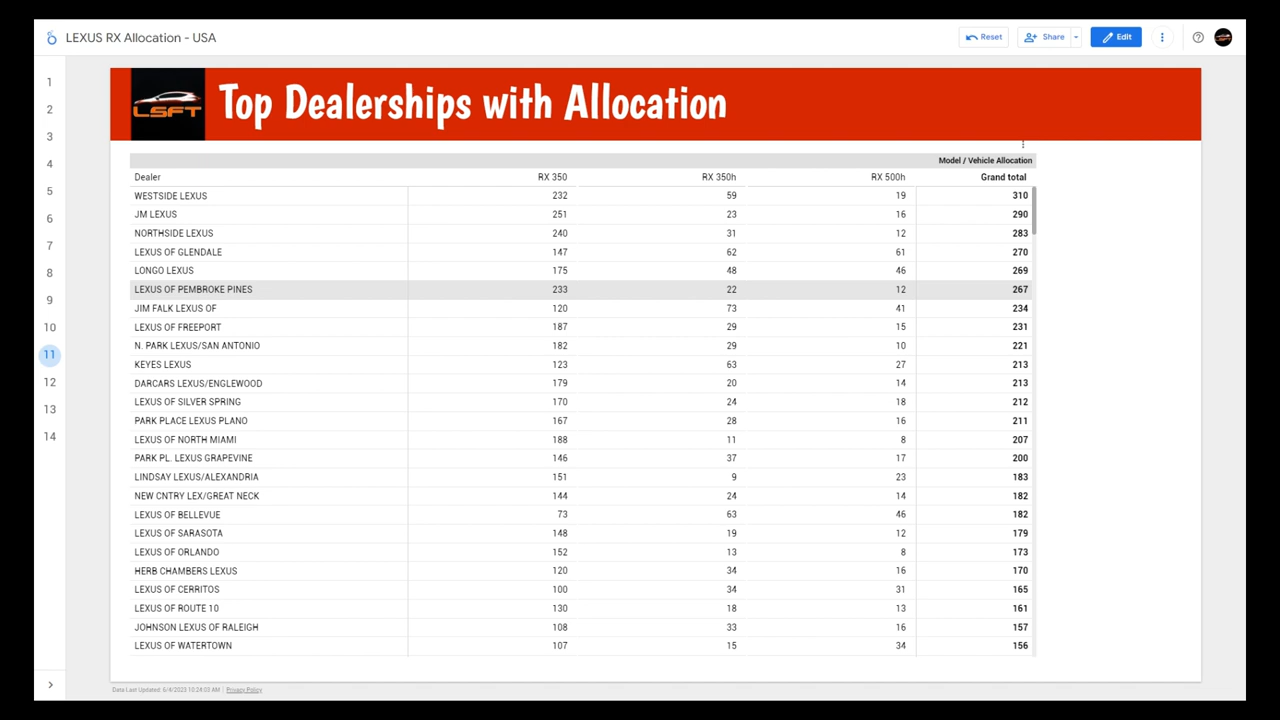 LEXUS RX Allocation - USA
Reset
Share
Edit
1
2
3
4
5
6
7
8
9
10
11
12
13
14
LSFT
Top Dealerships with Allocation
Model / Vehicle Allocation
Dealer RX 350 RX 350h RX 500h Grand total
WESTSIDE LEXUS 232 59 19 310
JM LEXUS 251 23 16 290
NORTHSIDE LEXUS 240 31 12 283
LEXUS OF GLENDALE 147 62 61 270
LONGO LEXUS 175 48 46 269
LEXUS OF PEMBROKE PINES 233 22 12 267
JIM FALK LEXUS OF 120 73 41 234
LEXUS OF FREEPORT 187 29 15 231
N. PARK LEXUS/SAN ANTONIO 182 29 10 221
KEYES LEXUS 123 63 27 213
DARCARS LEXUS/ENGLEWOOD 179 20 14 213
LEXUS OF SILVER SPRING 170 24 18 212
PARK PLACE LEXUS PLANO 167 28 16 211
LEXUS OF NORTH MIAMI 188 11 8 207
PARK PL. LEXUS GRAPEVINE 146 37 17 200
LINDSAY LEXUS/ALEXANDRIA 151 9 23 183
NEW CNTRY LEX/GREAT NECK 144 24 14 182
LEXUS OF BELLEVUE 73 63 46 182
LEXUS OF SARASOTA 148 19 12 179
LEXUS OF ORLANDO 152 13 8 173
HERB CHAMBERS LEXUS 120 34 16 170
LEXUS OF CERRITOS 100 34 31 165
LEXUS OF ROUTE 10 130 18 13 161
JOHNSON LEXUS OF RALEIGH 108 33 16 157
LEXUS OF WATERTOWN 107 15 34 156
Data Last Updated: 5/4/2023 10:24:03 AM | Privacy Policy